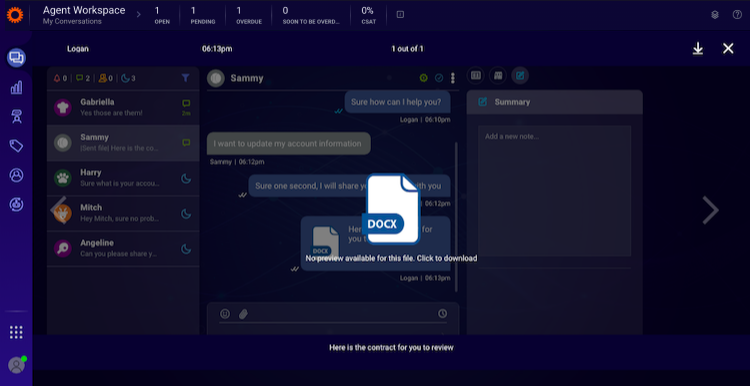 Agent Workspace
My Conversations
1
OPEN
1
PENDING
1
OVERDUE
0
SOON TO BE OVERD...
0%
CSAT
Logan
06:13pm
1 out of 1
0
2
0
3
Gabriella
Yes those are them!
2m
Sammy
(Sent file) Here is the co...
Harry
Sure what is your accou...
Mitch
Hey Mitch, sure no prob...
Angeline
Can you please share y...
Sammy
Sure how can I help you?
Logan | 06:10pm
I want to update my account information
Sammy | 06:12pm
Sure one second, I will share you with you
06:12pm
DOCX
Her for
you
DOCX
No preview available for this file. Click to download
Logan | 06:13pm
Summary
Add a new note...
Here is the contract for you to review